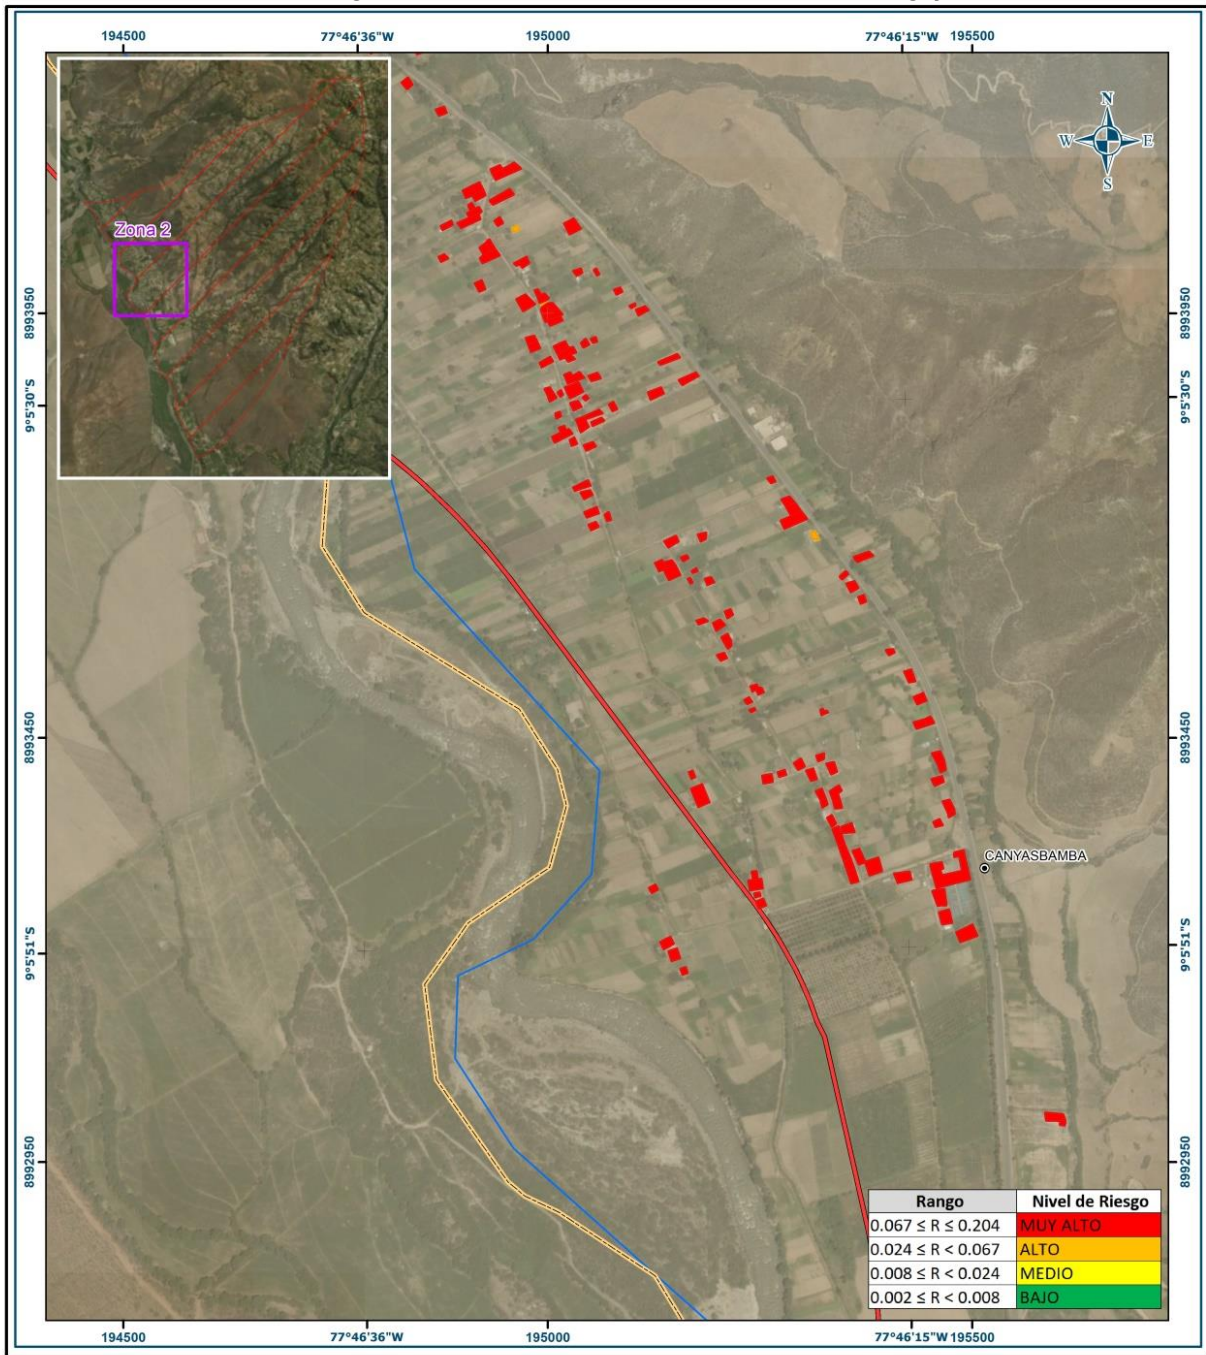 194500 77°46'36"W 195000 77°46'15"W 195500
Zona 2
N
W E
S
8993950
8993950
9°5'30"S
9°5'30"S
8993450
8993450
CANYASBAMBA
9°5'51"S
9°5'51"S
8992950
8992950
Rango Nivel de Riesgo
0.067 ≤ R ≤ 0.204 MUY ALTO
0.024 ≤ R < 0.067 ALTO
0.008 ≤ R < 0.024 MEDIO
0.002 ≤ R < 0.008 BAJO
194500 77°46'36"W 195000 77°46'15"W 195500